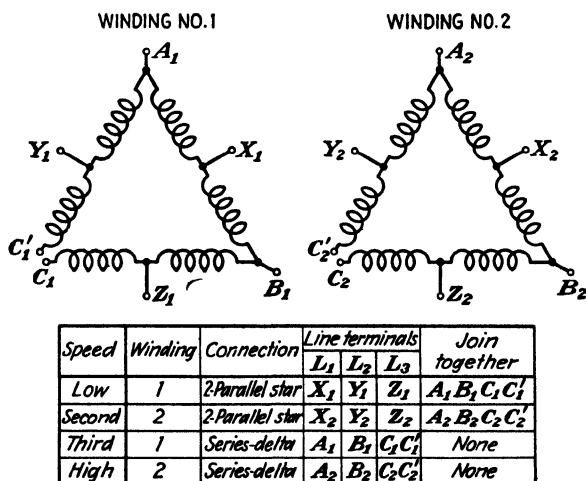 WINDING NO.1
WINDING NO.2
A₁
A₂
Y₁
X₁
Y₂
X₂
C₁'
C₁
Z₁
B₁
C₂'
C₂
Z₂
B₂
Speed Winding Connection Line terminals Join together
L₁ L₂ L₃
Low 1 2-Parallel star X₁ Y₁ Z₁ A₁ B₁ C₁ C₁'
Second 2 2-Parallel star X₂ Y₂ Z₂ A₂ B₂ C₂ C₂'
Third 1 Series-delta A₁ B₁ C₁C₁' None
High 2 Series-delta A₂ B₂ C₂C₂' None